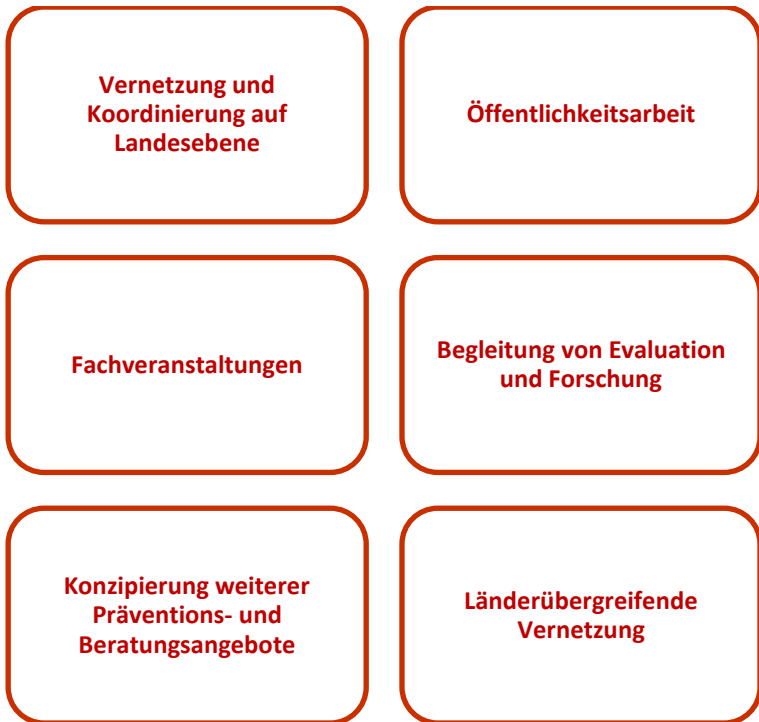 Vernetzung und
Koordinierung auf
Landesebene
Öffentlichkeitsarbeit
Fachveranstaltungen
Begleitung von Evaluation
und Forschung
Konzipierung weiterer
Präventions- und
Beratungsangebote
Länderübergreifende
Vernetzung